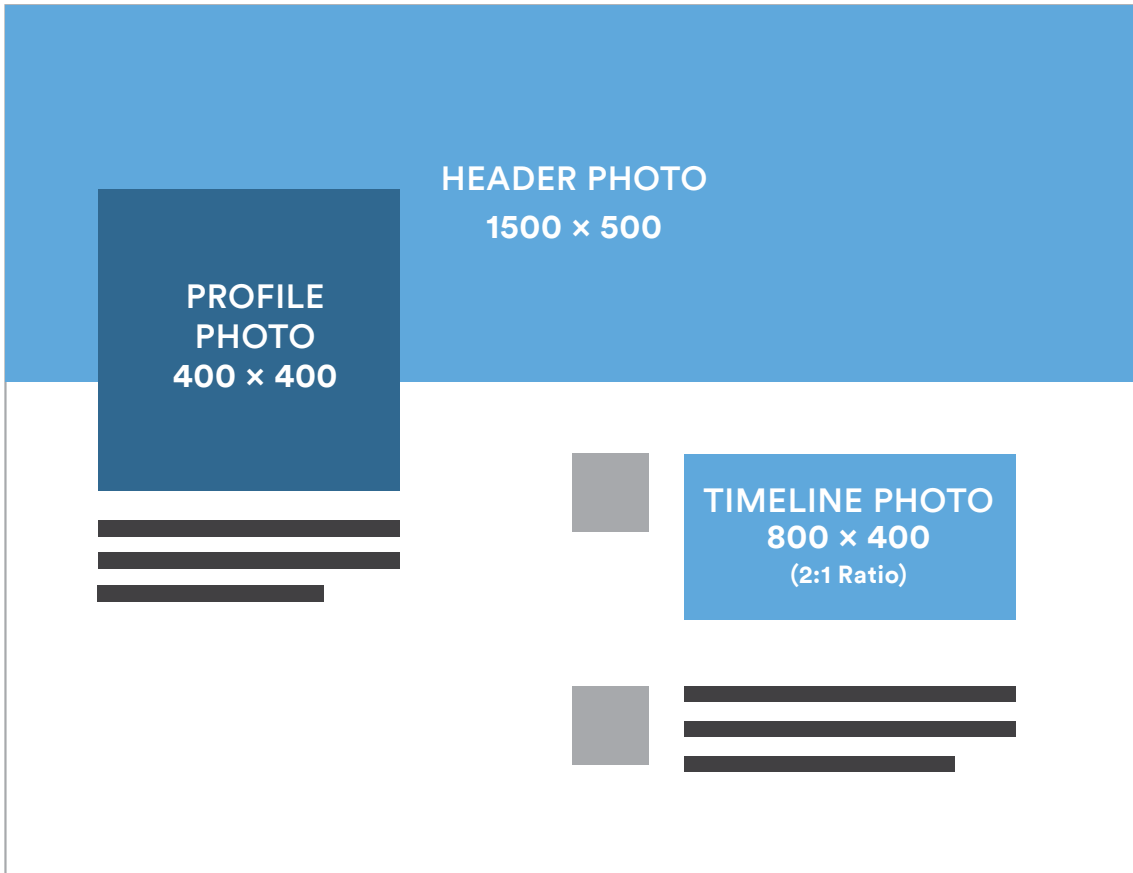 HEADER PHOTO
1500 × 500
PROFILE
PHOTO
400 × 400
TIMELINE PHOTO
800 × 400
(2:1 Ratio)